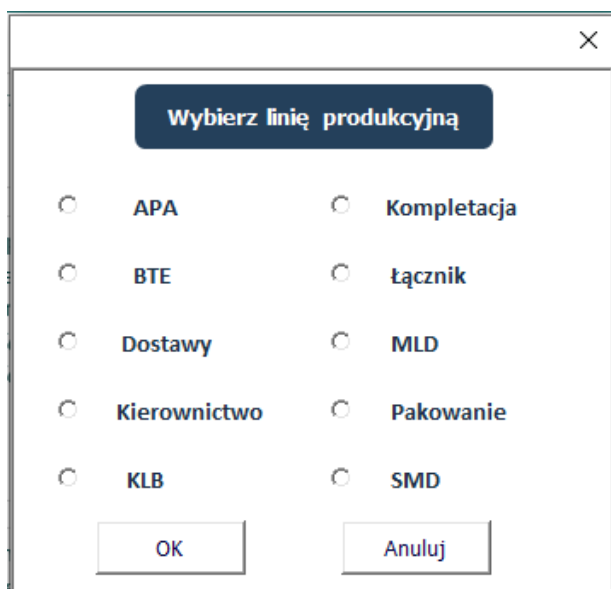 Wybierz linię produkcyjną
APA
Kompletacja
BTE
Łącznik
Dostawy
MLD
Kierownictwo
Pakowanie
KLB
SMD
OK
Anuluj